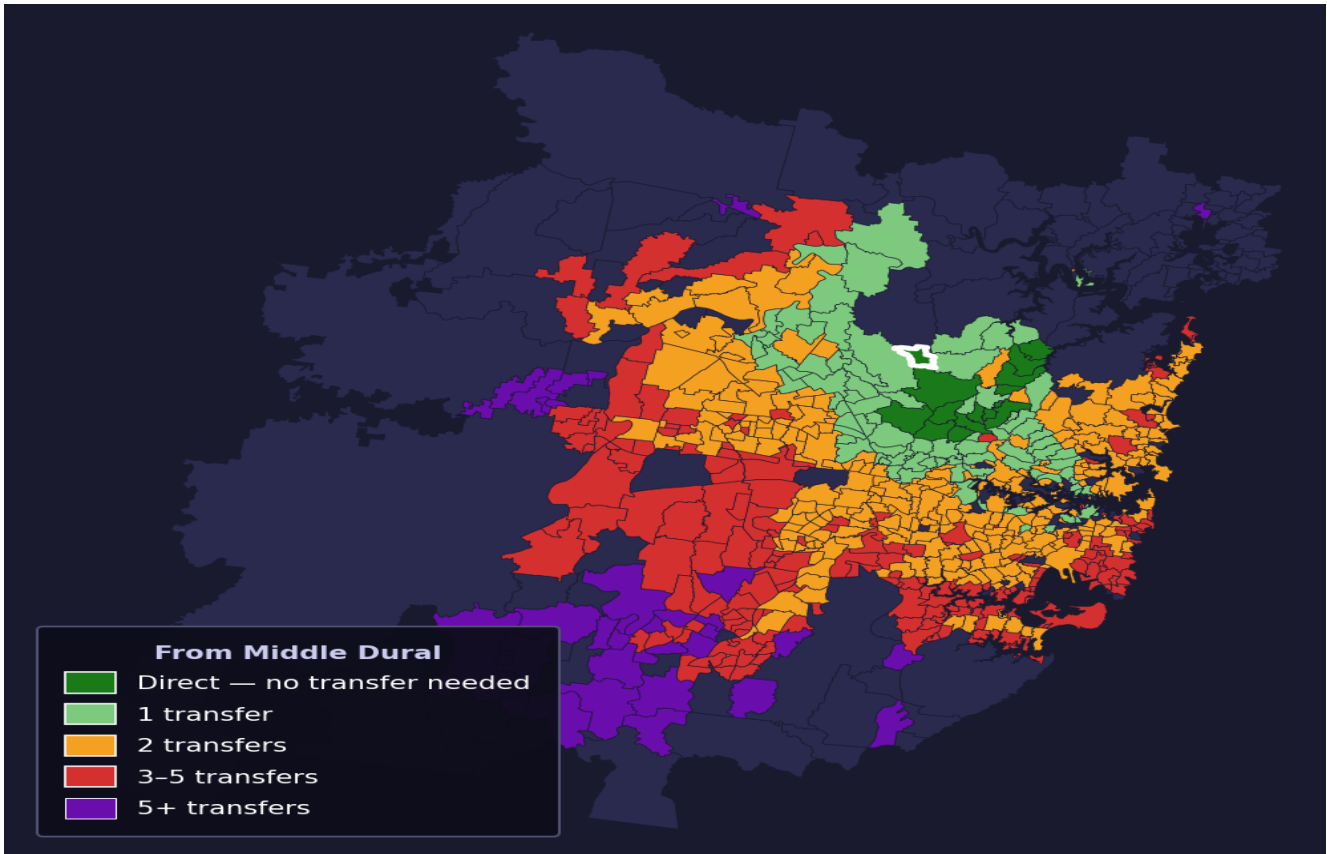 From Middle Dural
Direct — no transfer needed
1 transfer
2 transfers
3–5 transfers
5+ transfers